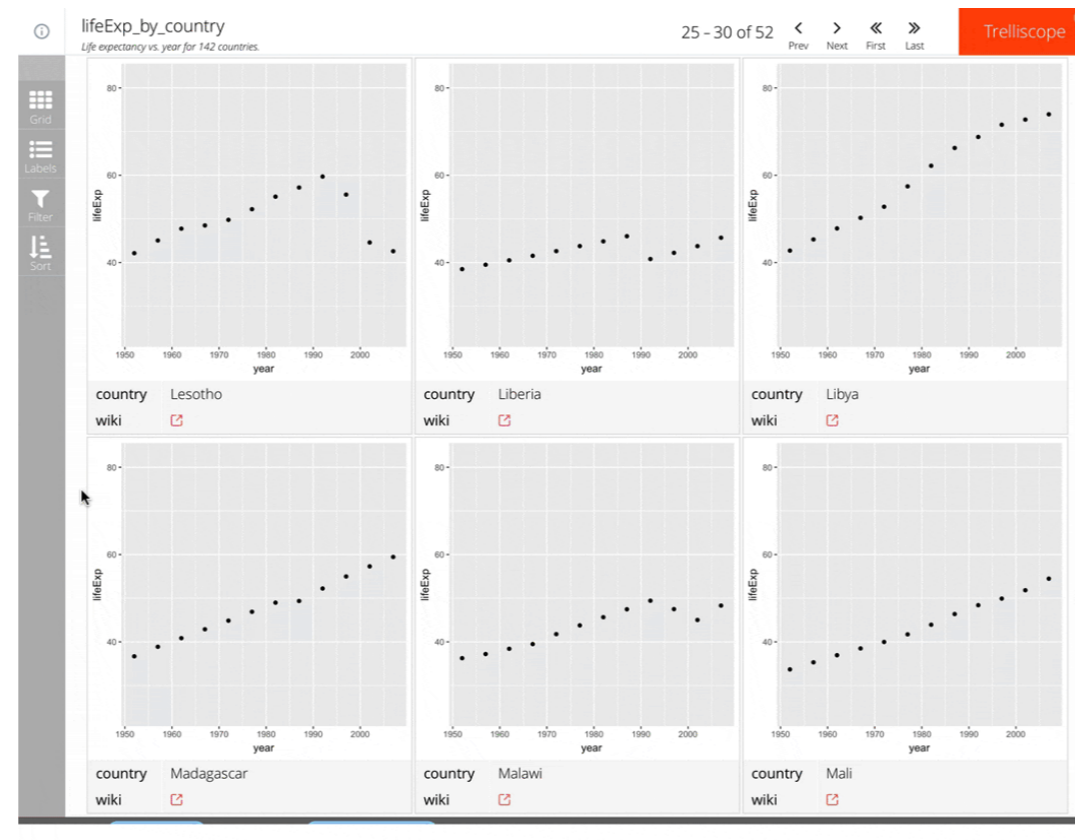 lifeExp_by_country
Life expectancy vs. year for 142 countries.
25 - 30 of 52
Prev Next First Last
Trelliscope
Grid
Labels
Filter
Sort
80 80 80
60 60 60
40 40 40
lifeExp lifeExp lifeExp
1950 1960 1970 1980 1990 2000 1950 1960 1970 1980 1990 2000 1950 1960 1970 1980 1990 2000
year year year
country Lesotho country Liberia country Libya
wiki wiki wiki
80 80 80
60 60 60
40 40 40
lifeExp lifeExp lifeExp
1950 1960 1970 1980 1990 2000 1950 1960 1970 1980 1990 2000 1950 1960 1970 1980 1990 2000
year year year
country Madagascar country Malawi country Mali
wiki wiki wiki